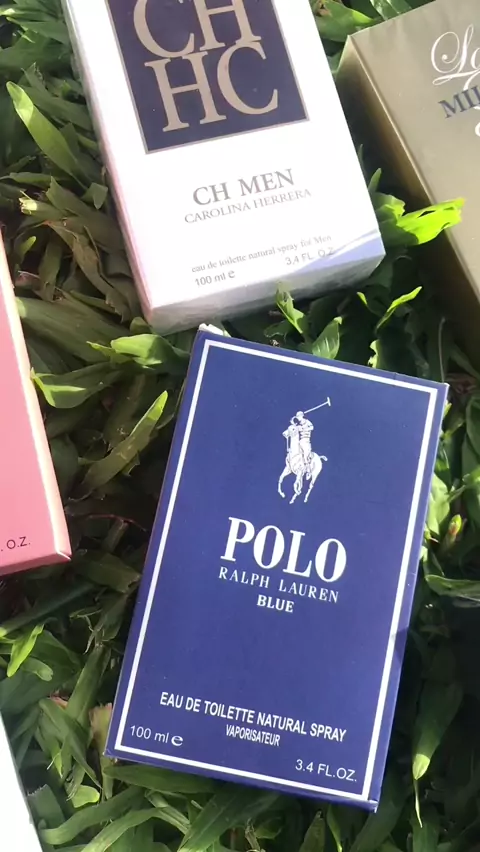 CH
HC
CH MEN
CAROLINA HERRERA
eau de toilette natural spray for Men
100 ml e 3.4 FL. OZ.
POLO
RALPH LAUREN
BLUE
EAU DE TOILETTE NATURAL SPRAY
VAPORISATEUR
100 ml e 3.4 FL.OZ.
. O.Z.